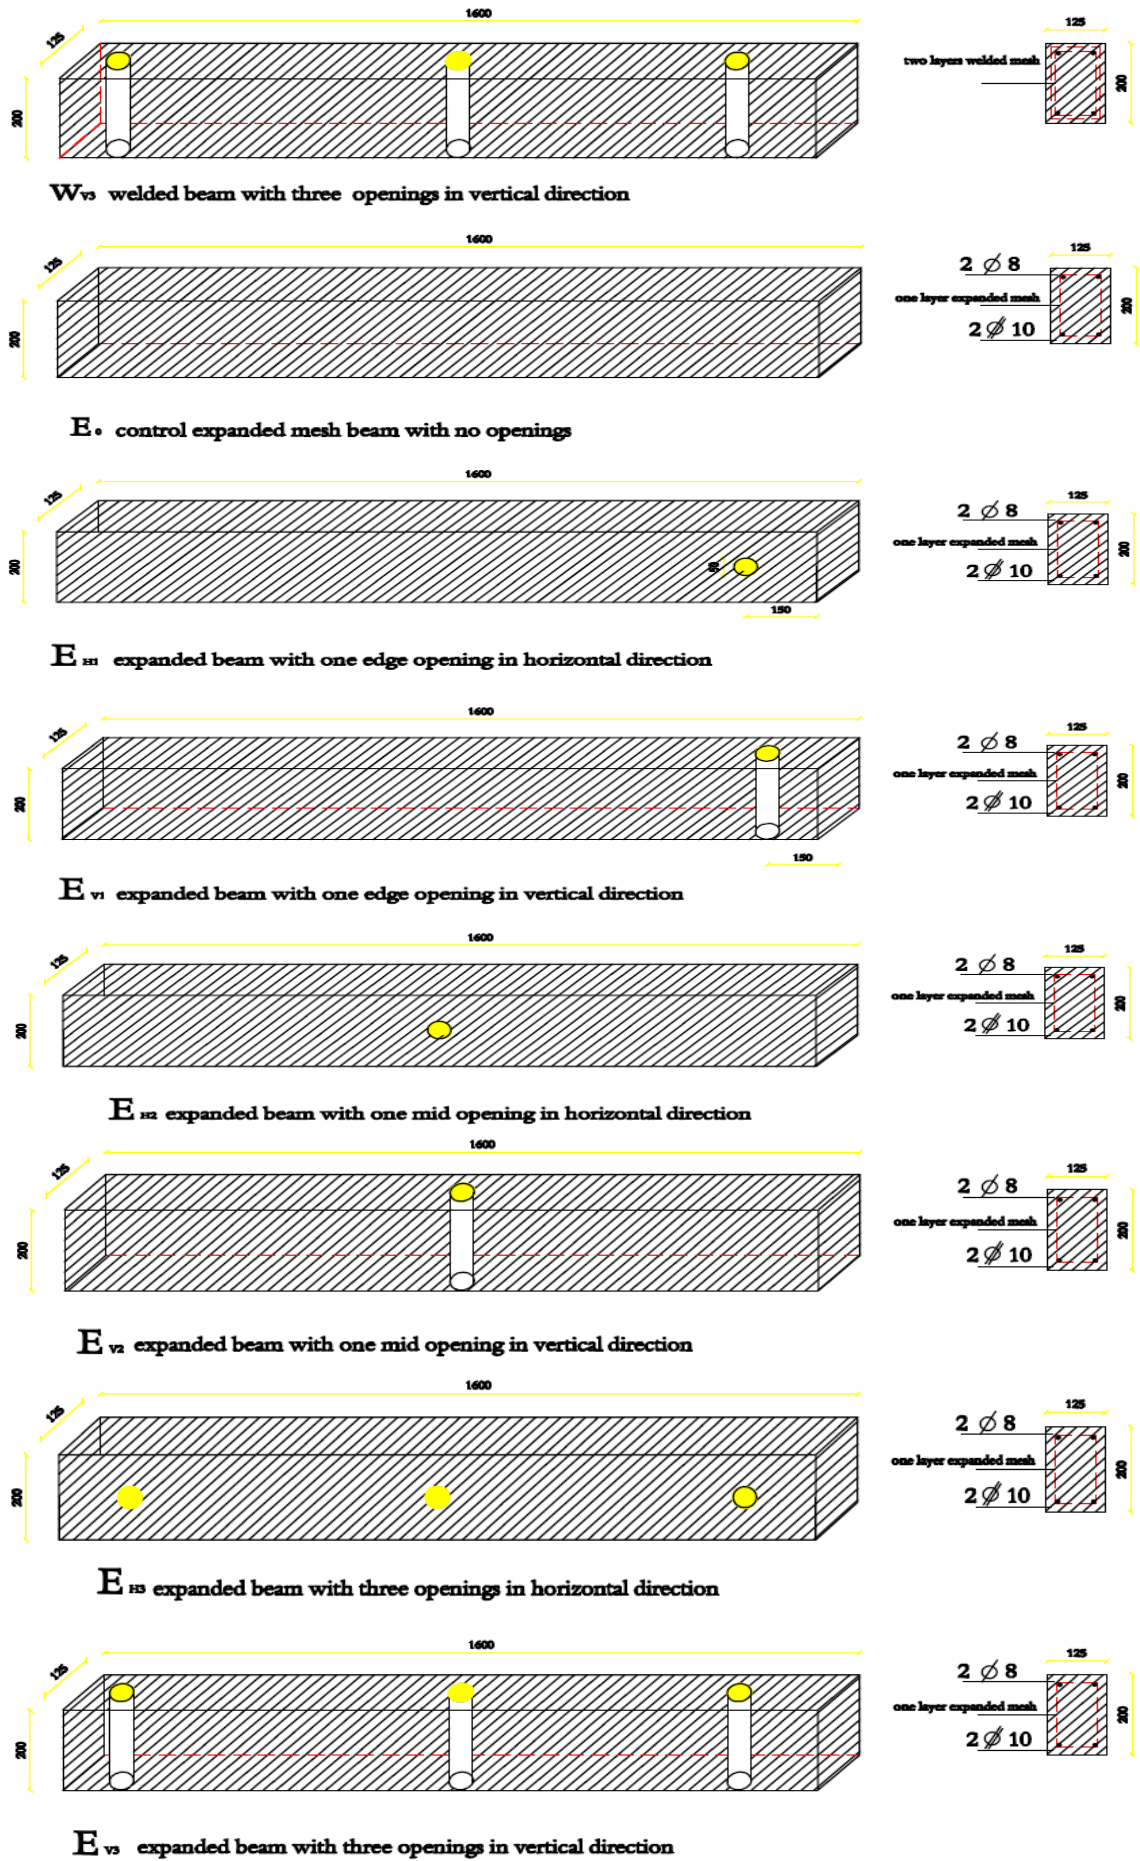 1600
125
125
two layers welded mesh
200
200
Wv3 welded beam with three openings in vertical direction
1600
125
125
2 ∅ 8
one layer expanded mesh
200
200
2 ∅ 10
E0 control expanded mesh beam with no openings
1600
125
125
2 ∅ 8
one layer expanded mesh
200
50
200
2 ∅ 10
150
E H1 expanded beam with one edge opening in horizontal direction
1600
125
125
2 ∅ 8
one layer expanded mesh
200
200
2 ∅ 10
150
E V1 expanded beam with one edge opening in vertical direction
1600
125
125
2 ∅ 8
one layer expanded mesh
200
200
2 ∅ 10
E H2 expanded beam with one mid opening in horizontal direction
1600
125
125
2 ∅ 8
one layer expanded mesh
200
200
2 ∅ 10
E V2 expanded beam with one mid opening in vertical direction
1600
125
125
2 ∅ 8
one layer expanded mesh
200
200
2 ∅ 10
E H3 expanded beam with three openings in horizontal direction
1600
125
125
2 ∅ 8
one layer expanded mesh
200
200
2 ∅ 10
E V3 expanded beam with three openings in vertical direction